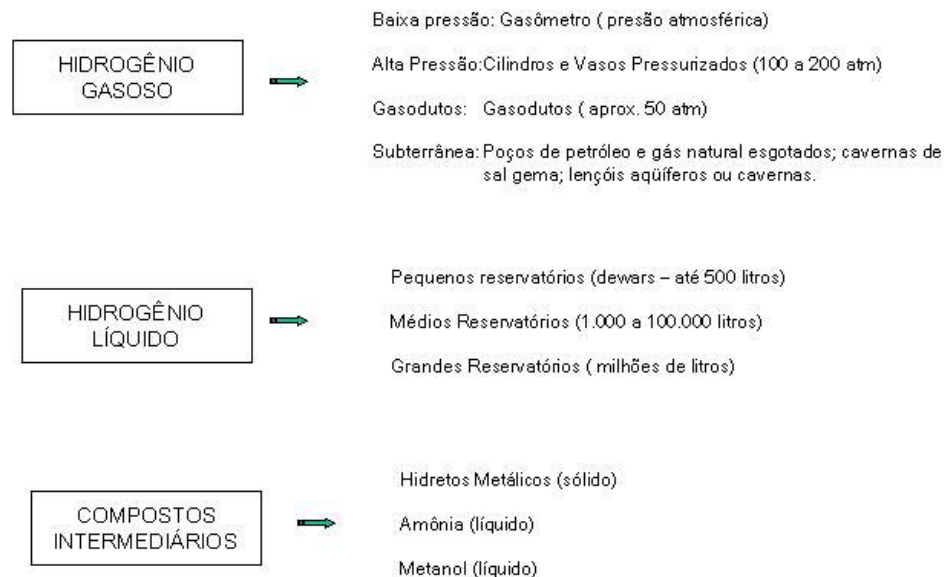 Baixa pressão: Gasômetro ( presão atmosférica)
HIDROGÊNIO
GASOSO
Alta Pressão:Cilindros e Vasos Pressurizados (100 a 200 atm)
Gasodutos: Gasodutos ( aprox. 50 atm)
Subterrânea: Poços de petróleo e gás natural esgotados; cavernas de
sal gema; lençóis aqüíferos ou cavernas.
HIDROGÊNIO
LÍQUIDO
Pequenos reservatórios (dewars – até 500 litros)
Médios Reservatórios (1.000 a 100.000 litros)
Grandes Reservatórios ( milhões de litros)
COMPOSTOS
INTERMEDIÁRIOS
Hidretos Metálicos (sólido)
Amônia (líquido)
Metanol (líquido)